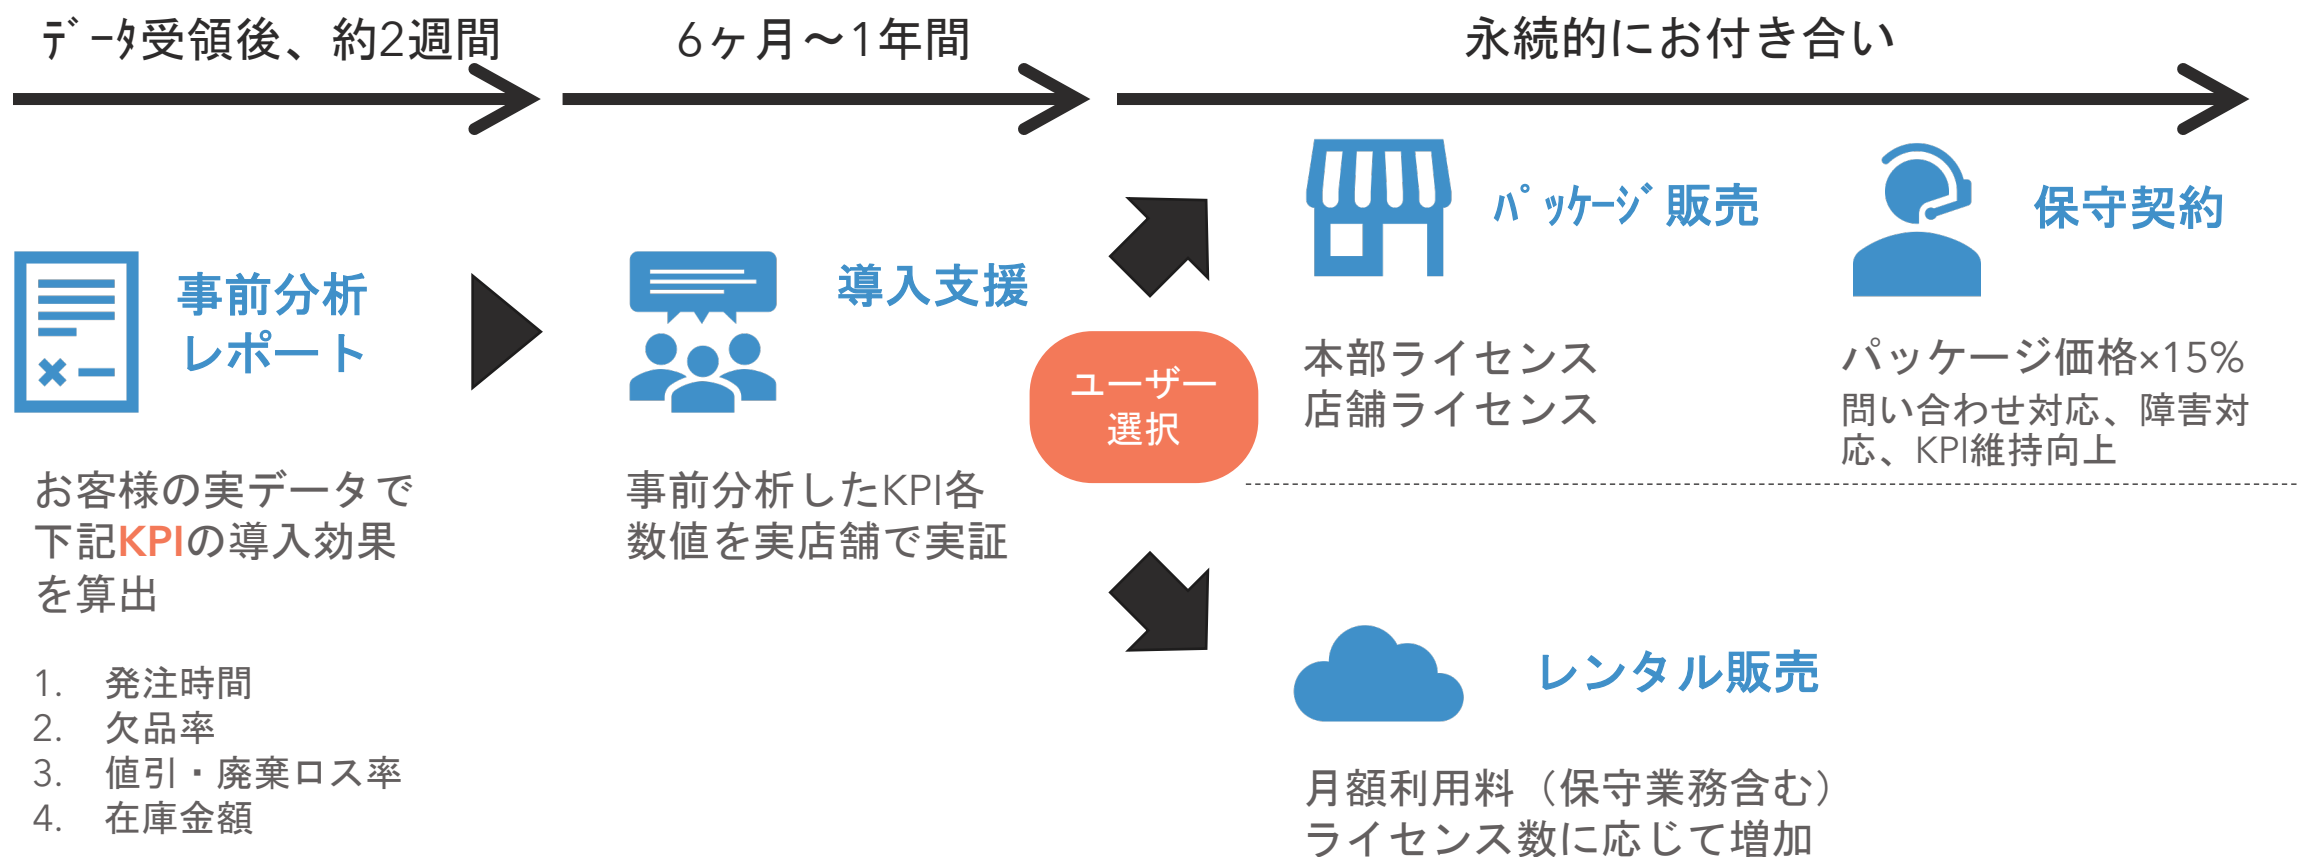 ﾃﾞｰﾀ受領後、約2週間
6ヶ月〜1年間
永続的にお付き合い
事前分析
レポート
お客様の実データで
下記KPIの導入効果
を算出
1. 発注時間
2. 欠品率
3. 値引・廃棄ロス率
4. 在庫金額
導入支援
事前分析したKPI各
数値を実店舗で実証
ユーザー
選択
ﾊﾟｯｹｰｼﾞ販売
本部ライセンス
店舗ライセンス
保守契約
パッケージ価格×15%
問い合わせ対応、障害対
応、KPI維持向上
レンタル販売
月額利用料（保守業務含む）
ライセンス数に応じて増加